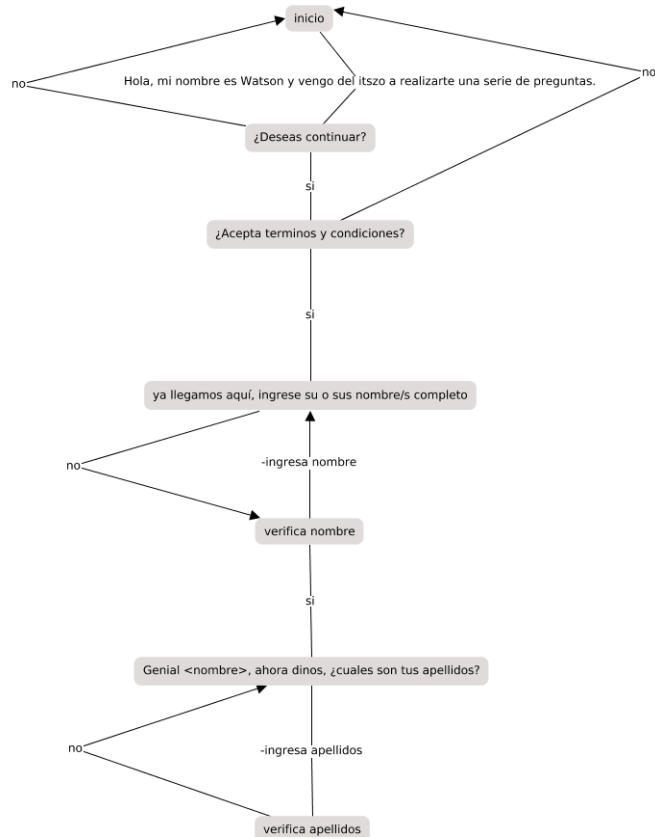 inicio
no
Hola, mi nombre es Watson y vengo del itszo a realizarte una serie de preguntas.
no
¿Deseas continuar?
si
¿Acepta terminos y condiciones?
si
ya llegamos aquí, ingrese su o sus nombre/s completo
no
-ingresa nombre
verifica nombre
si
Genial <nombre>, ahora dinos, ¿cuales son tus apellidos?
no
-ingresa apellidos
verifica apellidos